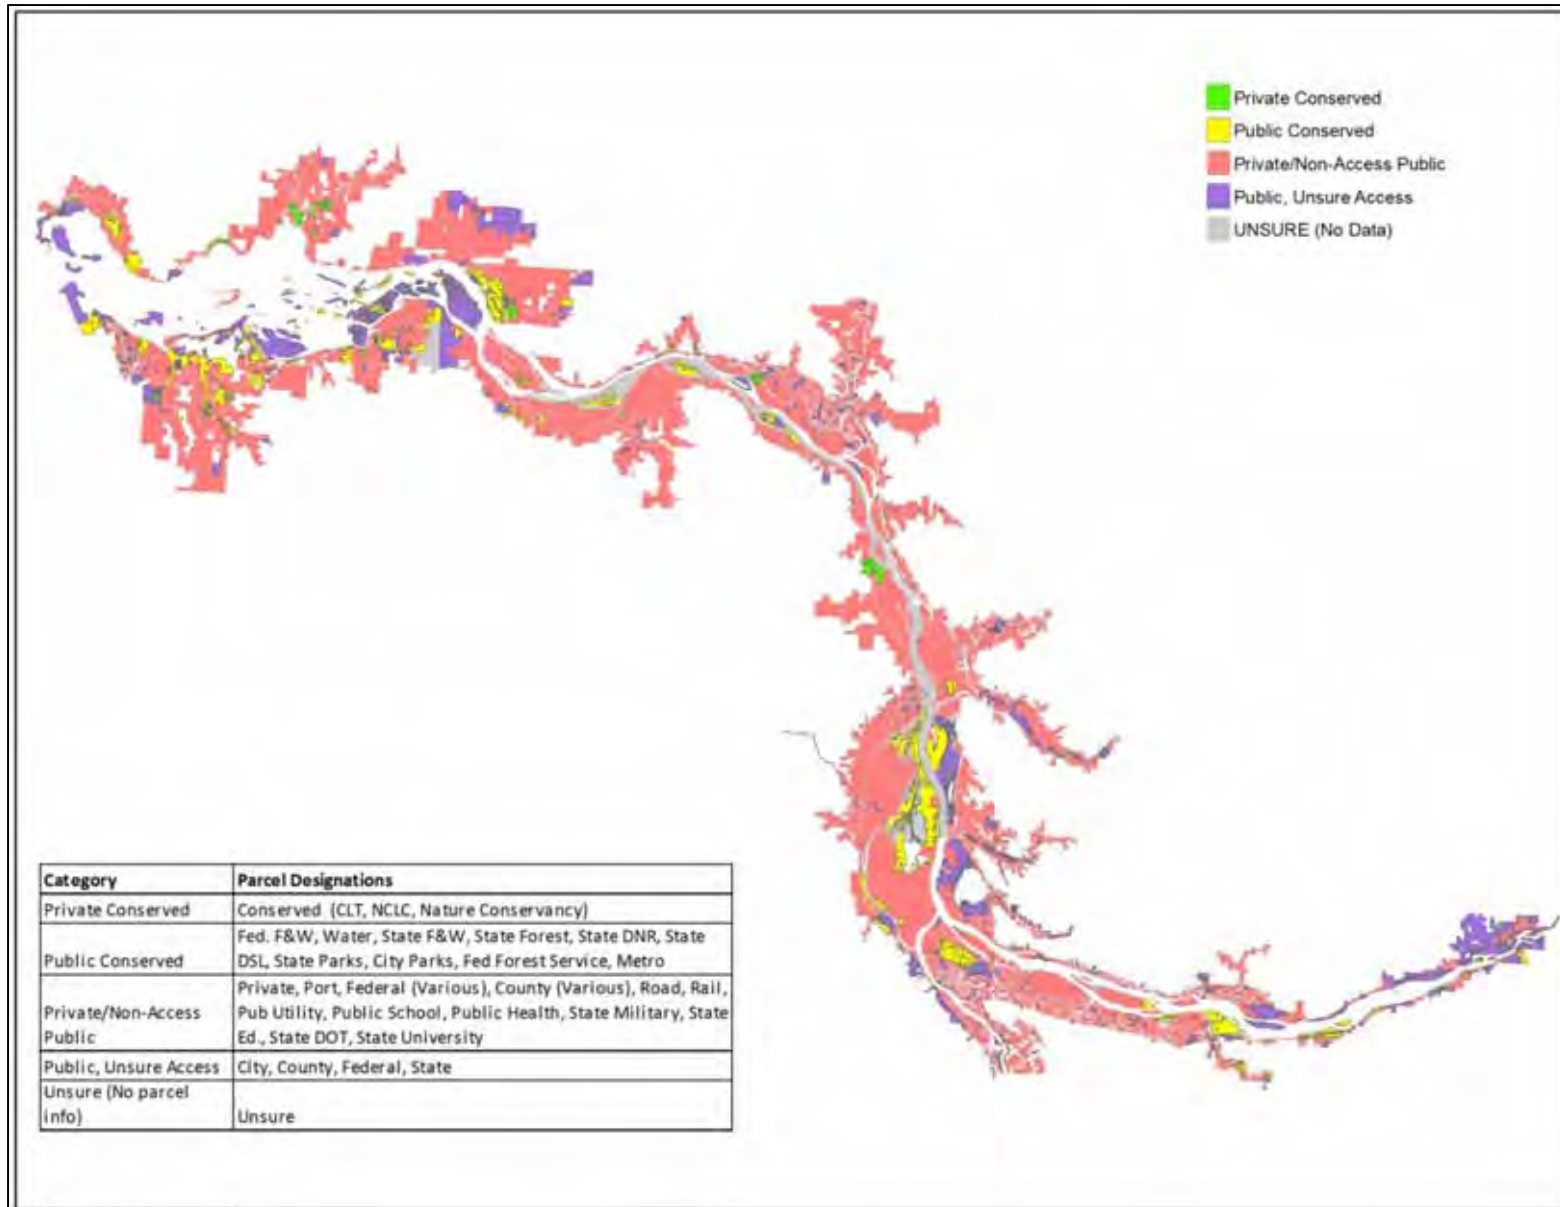 Private Conserved
Public Conserved
Private/Non-Access Public
Public, Unsure Access
UNSURE (No Data)
Category Parcel Designations
Private Conserved Conserved (CLT, NCLC, Nature Conservancy)
Public Conserved Fed. F&W, Water, State F&W, State Forest, State DNR, State
DSL, State Parks, City Parks, Fed Forest Service, Metro
Private/Non-Access
Public
Private, Port, Federal (Various), County (Various), Road, Rail,
Pub Utility, Public School, Public Health, State Military, State
Ed., State DOT, State University
Public, Unsure Access City, County, Federal, State
Unsure (No parcel
info)
Unsure